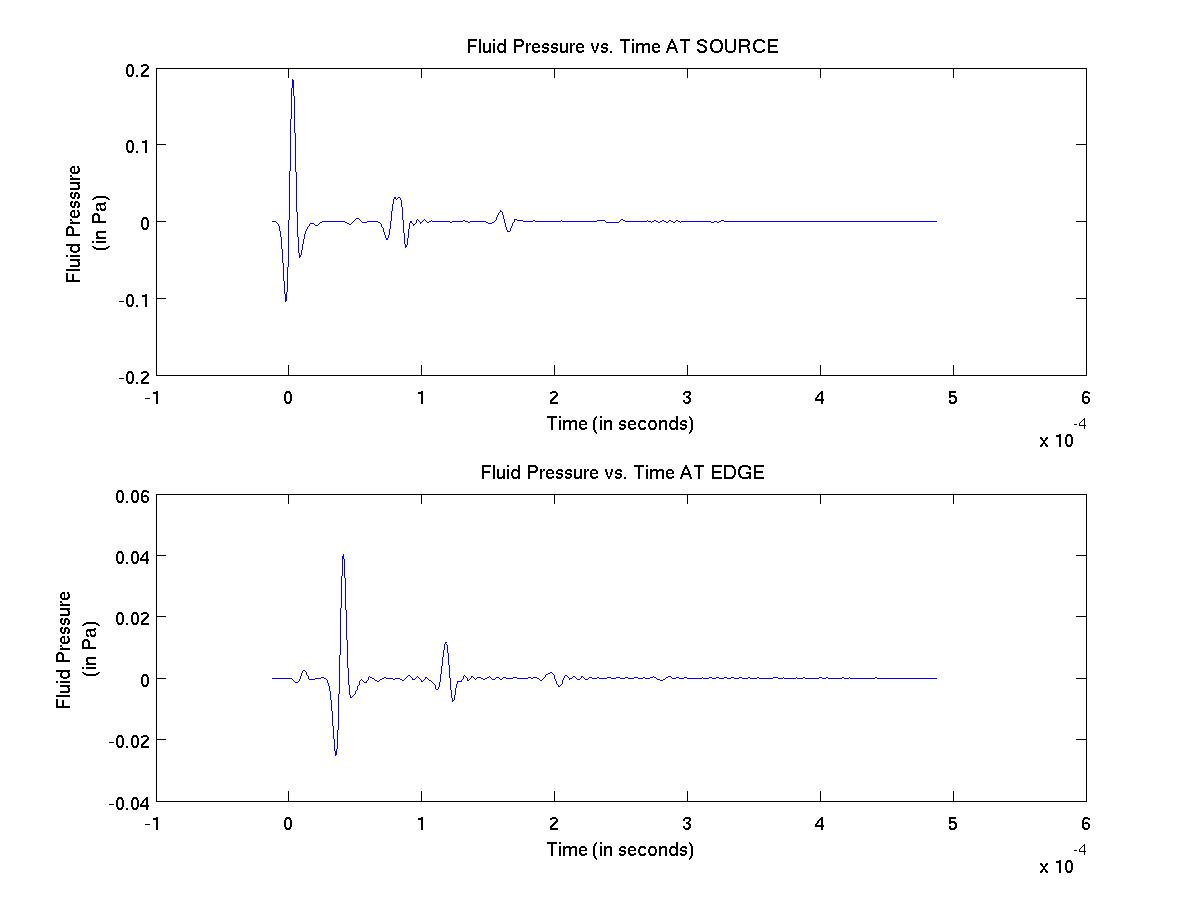 Fluid Pressure vs. Time AT SOURCE
Fluid Pressure
(in Pa)
0.2
0.1
0
-0.1
-0.2
-1 0 1 2 3 4 5 6
Time (in seconds)
x 10 -4
Fluid Pressure vs. Time AT EDGE
Fluid Pressure
(in Pa)
0.06
0.04
0.02
0
-0.02
-0.04
-1 0 1 2 3 4 5 6
Time (in seconds)
x 10 -4